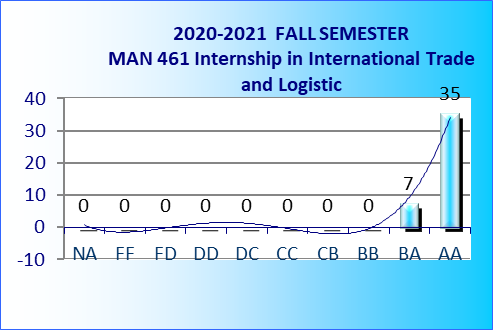 2020-2021 FALL SEMESTER
MAN 461 Internship in International Trade
and Logistic
40
30
20
10
0
-10
0 0 0 0 0 0 0 0 7 35
NA FF FD DD DC CC CB BB BA AA